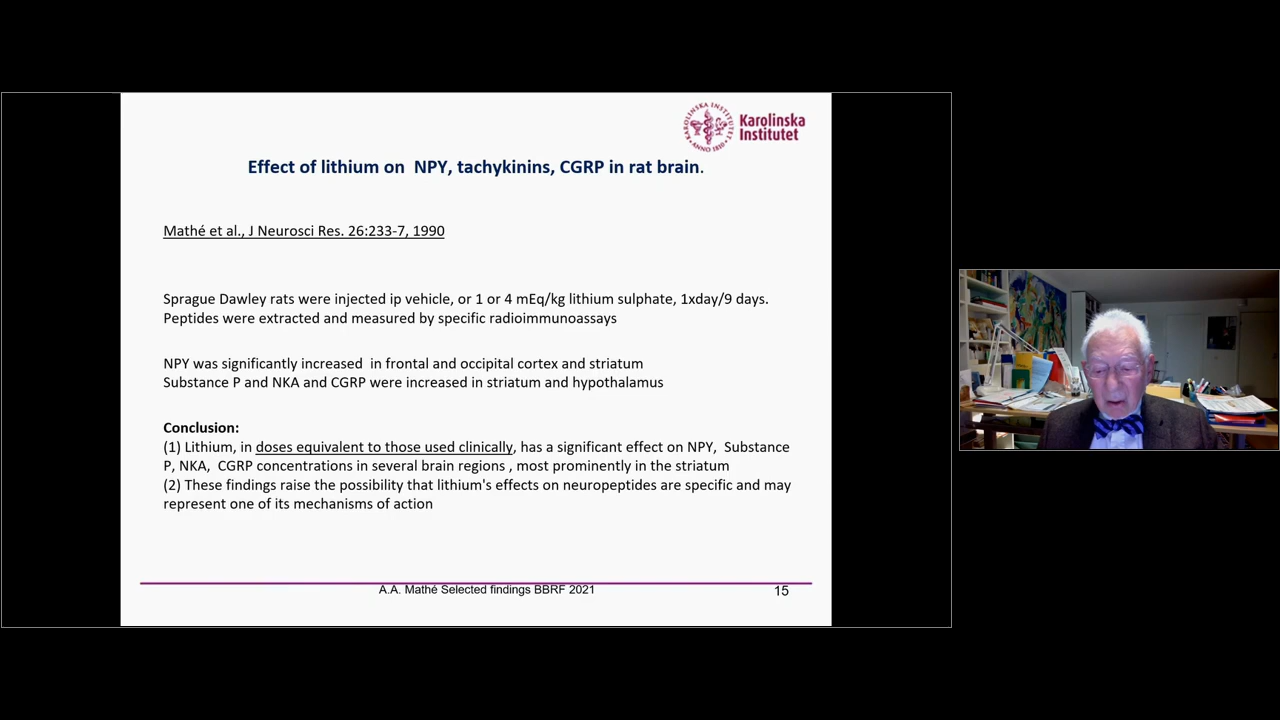 KAROLINSKA INSTITUTET
ANNO 1810
Karolinska
Institutet
Effect of lithium on  NPY, tachykinins, CGRP in rat brain.
Mathé et al., J Neurosci Res. 26:233-7, 1990
Sprague Dawley rats were injected ip vehicle, or 1 or 4 mEq/kg lithium sulphate, 1xday/9 days.
Peptides were extracted and measured by specific radioimmunoassays
NPY was significantly increased  in frontal and occipital cortex and striatum
Substance P and NKA and CGRP were increased in striatum and hypothalamus
Conclusion:
(1) Lithium, in doses equivalent to those used clinically, has a significant effect on NPY,  Substance
P, NKA,  CGRP concentrations in several brain regions , most prominently in the striatum
(2) These findings raise the possibility that lithium's effects on neuropeptides are specific and may
represent one of its mechanisms of action
A.A. Mathé Selected findings BBRF 2021
15